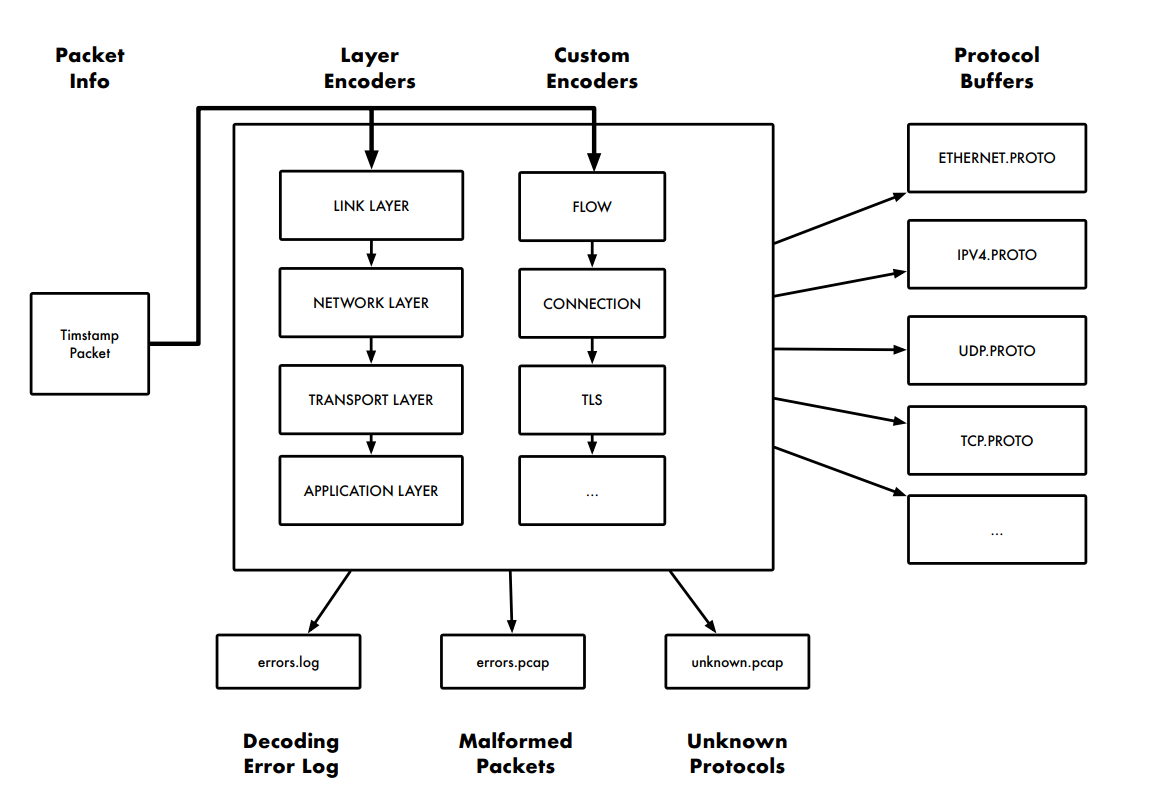 Packet
Info
Layer
Encoders
Custom
Encoders
Protocol
Buffers
Timstamp
Packet
LINK LAYER
NETWORK LAYER
TRANSPORT LAYER
APPLICATION LAYER
FLOW
CONNECTION
TLS
...
ETHERNET.PROTO
IPV4.PROTO
UDP.PROTO
TCP.PROTO
...
errors.log
errors.pcap
unknown.pcap
Decoding
Error Log
Malformed
Packets
Unknown
Protocols